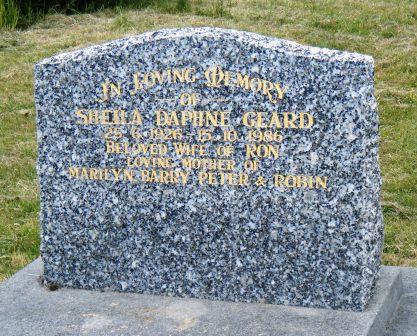 In Loving Memory
OF
SHEILA DAPHNE GEARD
25·6·1926 - 15·10·1986
BELOVED WIFE OF RON
LOVING MOTHER OF
MARILYN, BARRY, PETER & ROBIN